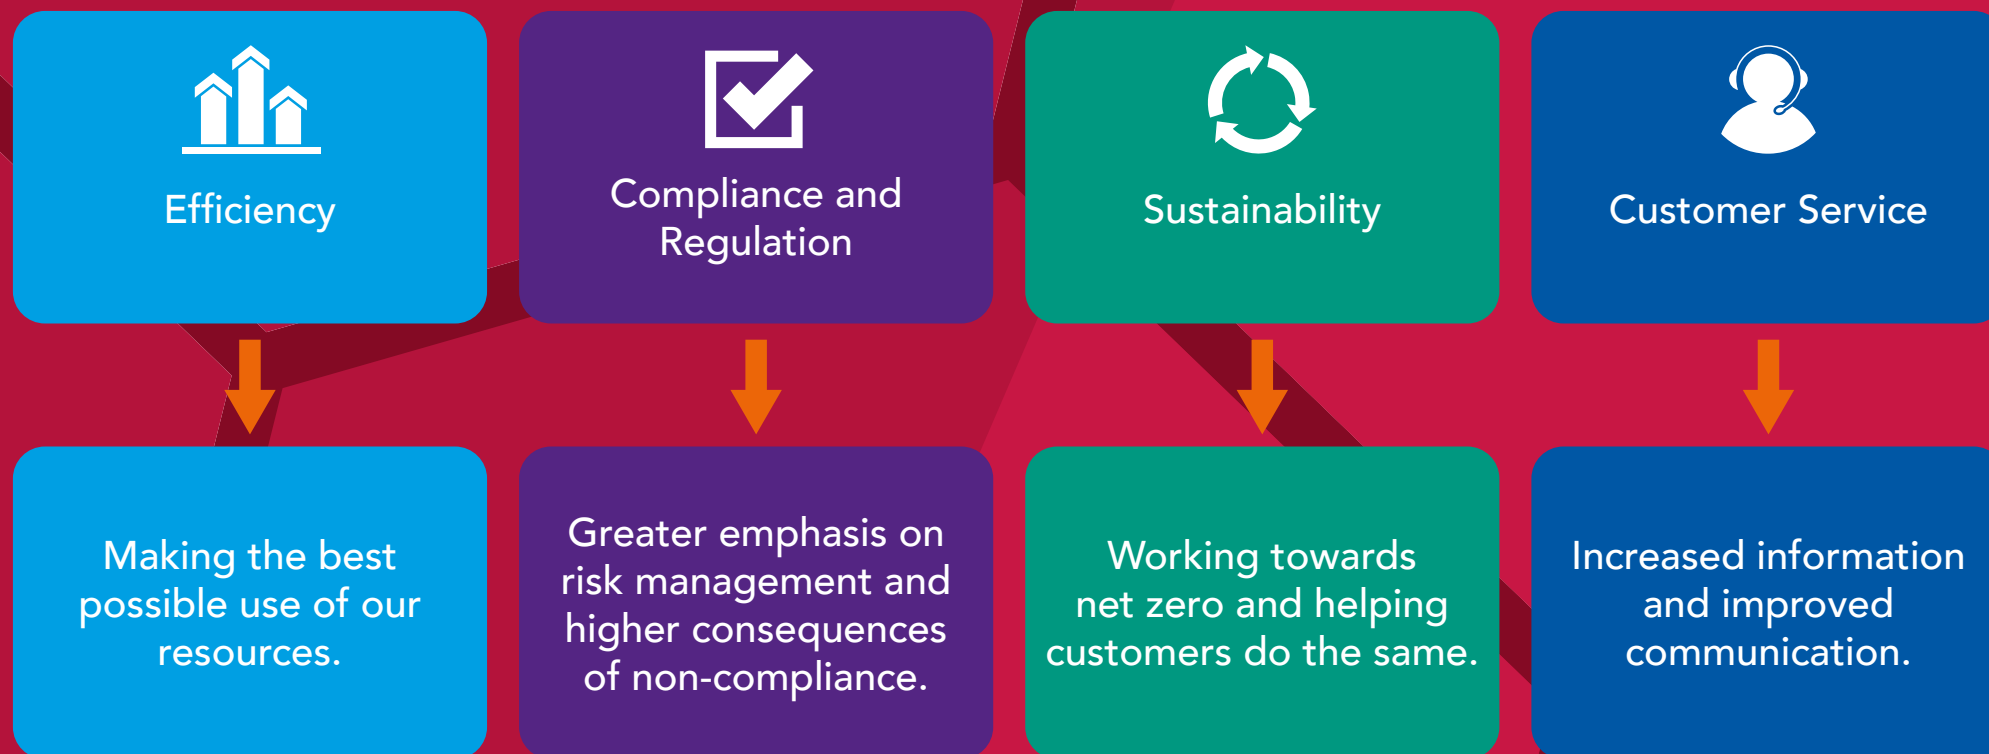 Efficiency
Compliance and
Regulation
Sustainability
Customer Service
Making the best
possible use of our
resources.
Greater emphasis on
risk management and
higher consequences
of non-compliance.
Working towards
net zero and helping
customers do the same.
Increased information
and improved
communication.